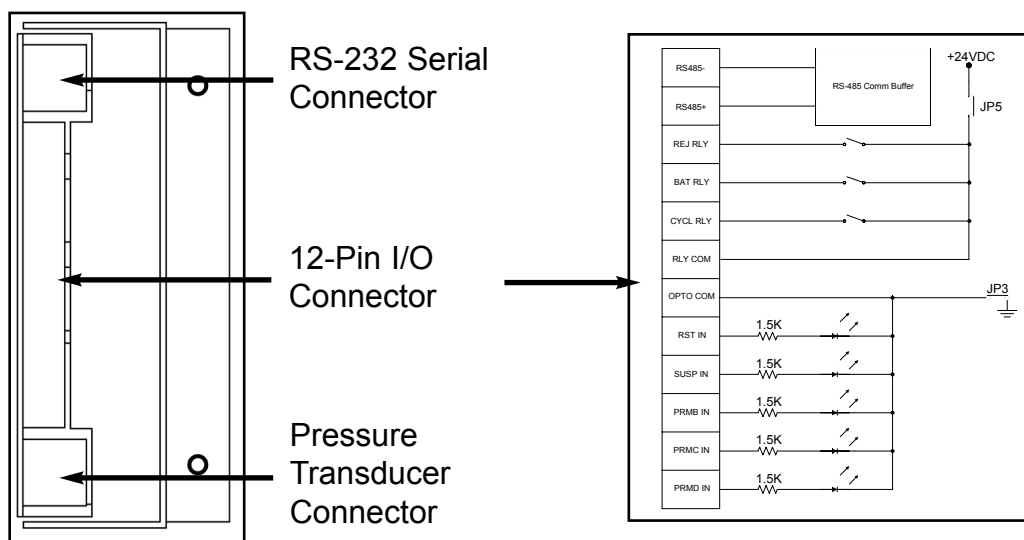 RS-232 Serial
Connector
12-Pin I/O
Connector
Pressure
Transducer
Connector
RS485-
RS485+
REJ RLY
BAT RLY
CYCL RLY
RLY COM
OPTO COM
RST IN
SUSP IN
PRMB IN
PRMC IN
PRMD IN
RS-485 Comm Buffer
+24VDC
JP5
JP3
1.5K
1.5K
1.5K
1.5K
1.5K